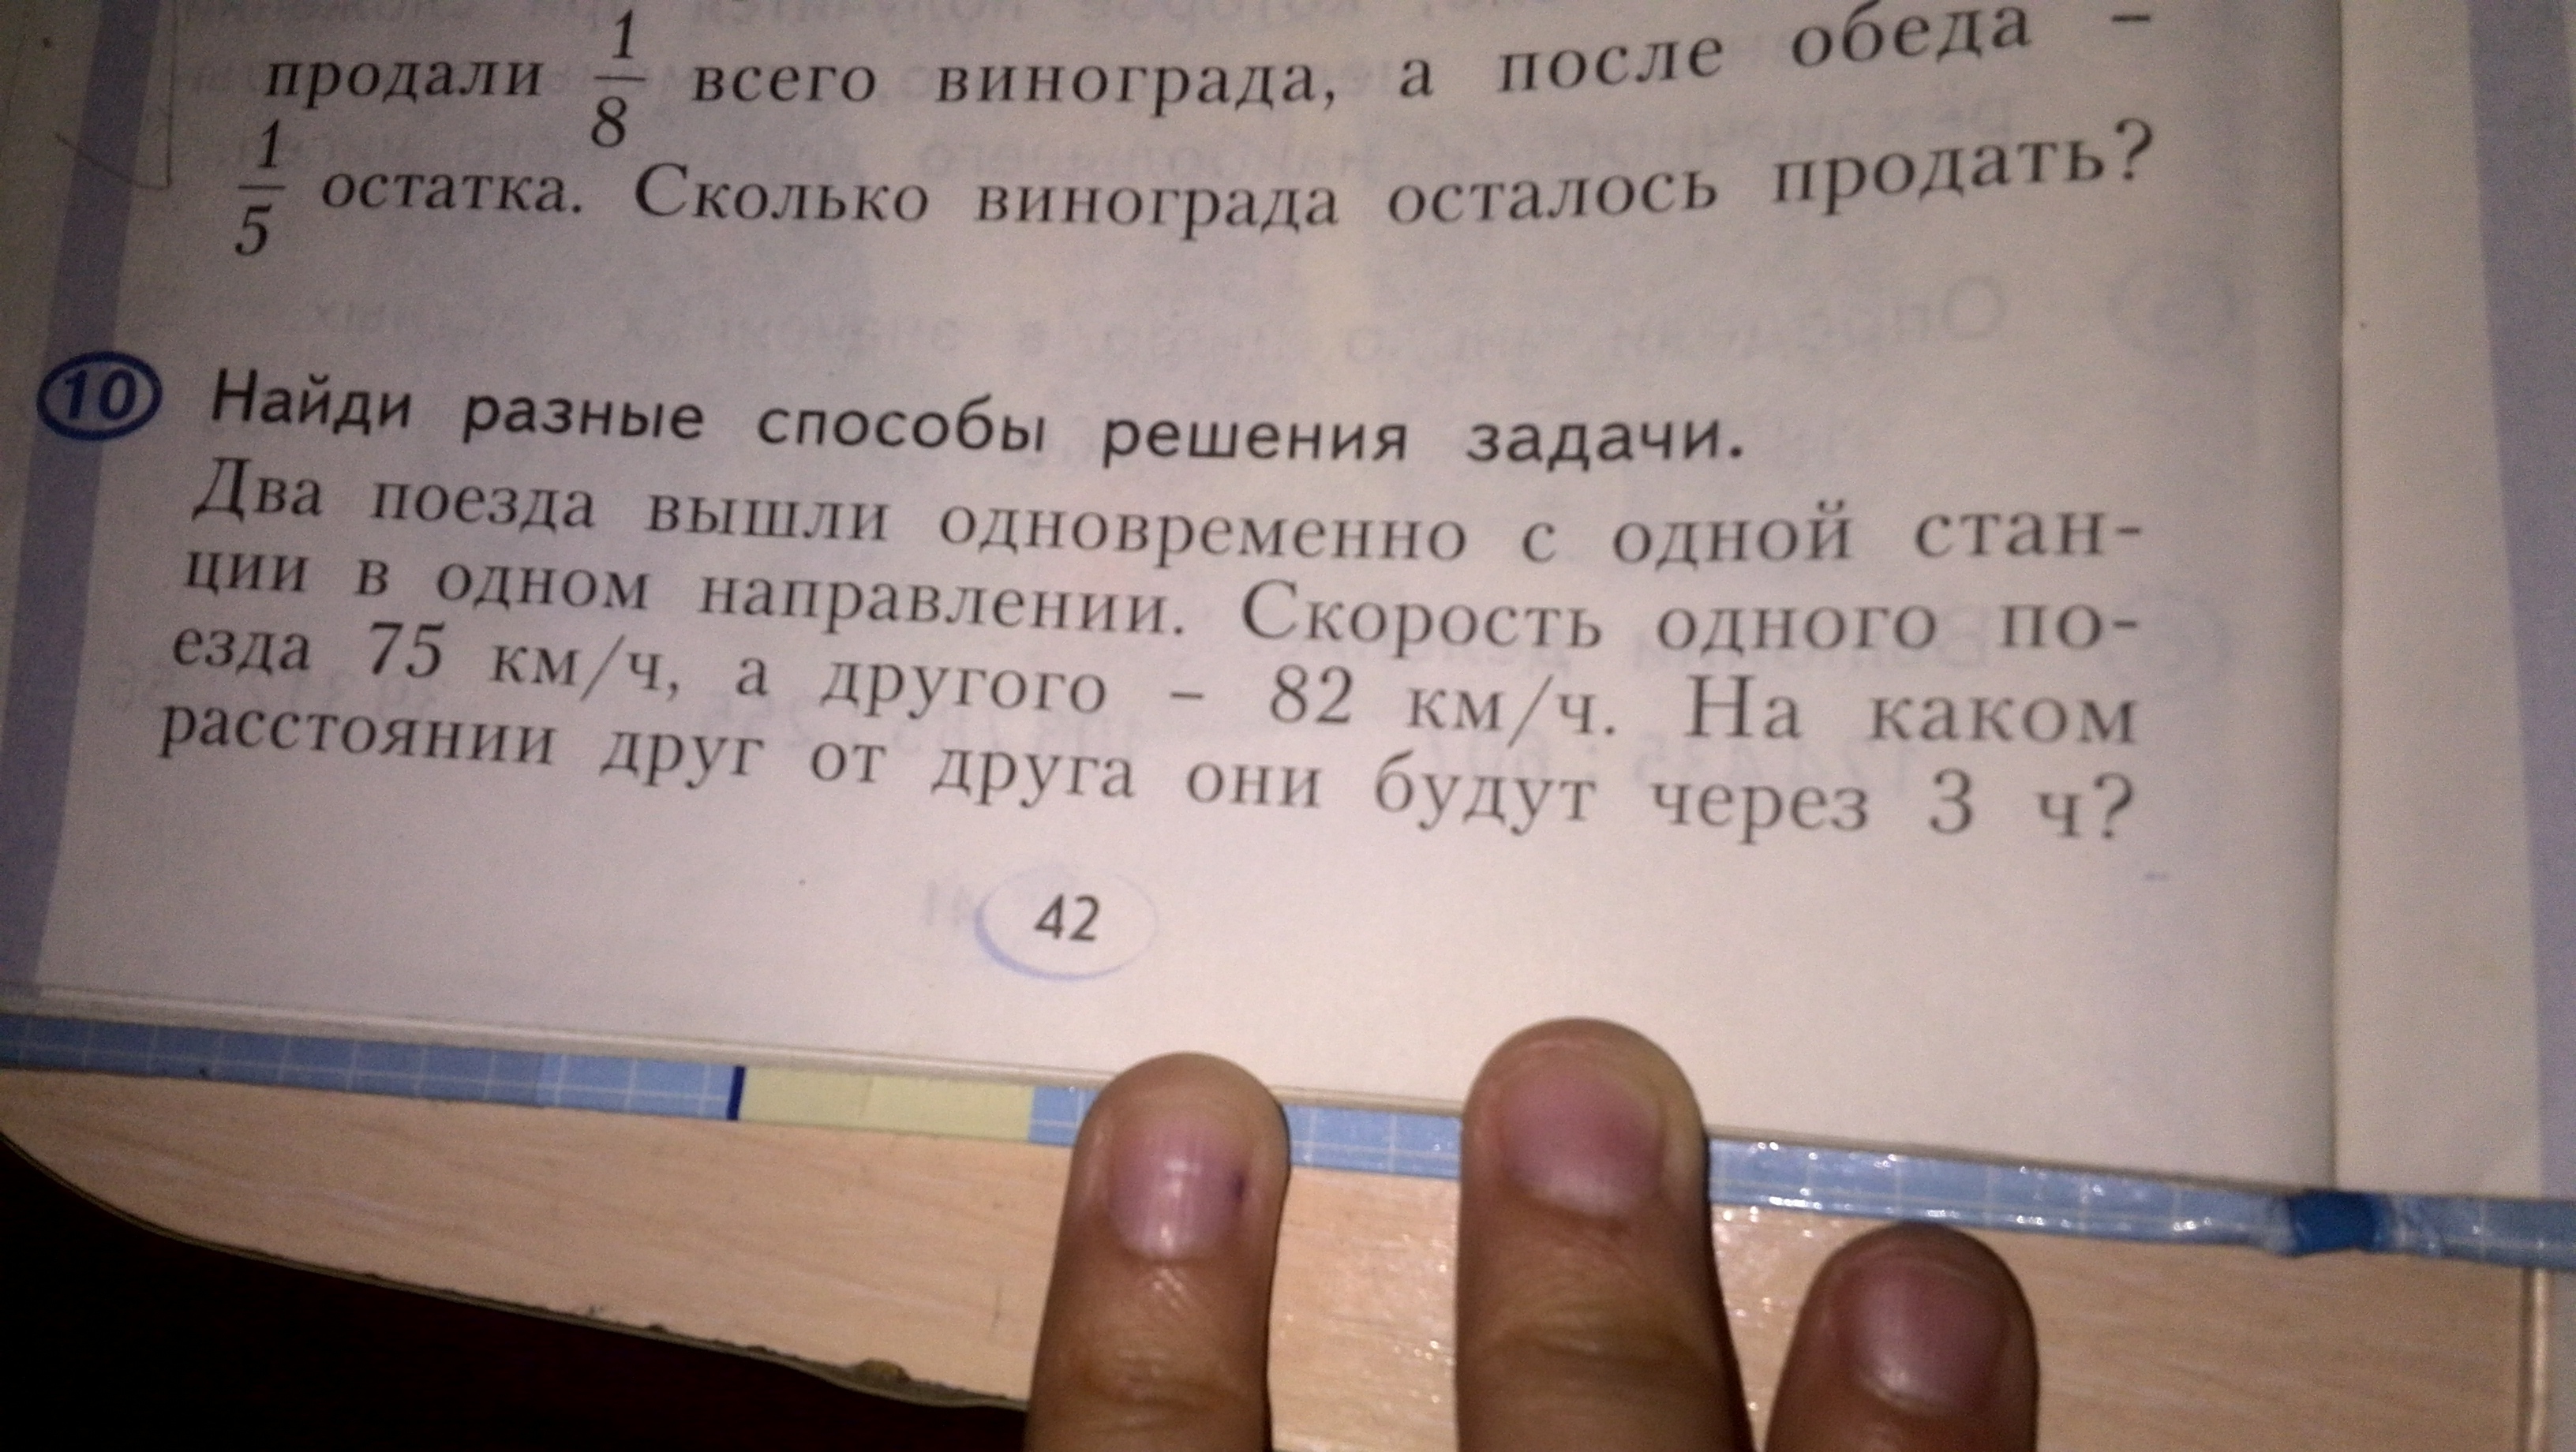 продали 1/8 всего винограда, а после обеда –
1/5 остатка. Сколько винограда осталось продать?
10 Найди разные способы решения задачи.
Два поезда вышли одновременно с одной стан-
ции в одном направлении. Скорость одного по-
езда 75 км/ч, а другого – 82 км/ч. На каком
расстоянии друг от друга они будут через 3 ч?
42